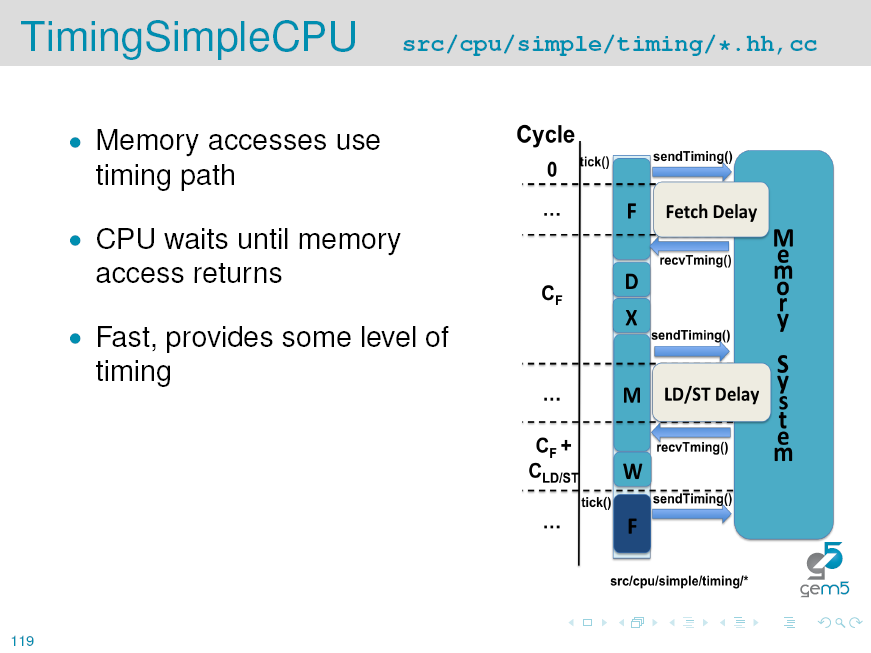 TimingSimpleCPU src/cpu/simple/timing/*.hh,cc
• Memory accesses use
timing path
• CPU waits until memory
access returns
• Fast, provides some level of
timing
Cycle
0
tick()
sendTiming()
...
F
Fetch Delay
recvTming()
CF
D
X
sendTiming()
...
M
LD/ST Delay
recvTming()
CF +
CLD/ST
W
tick()
sendTiming()
...
F
Memory System
src/cpu/simple/timing/*
gem5
119